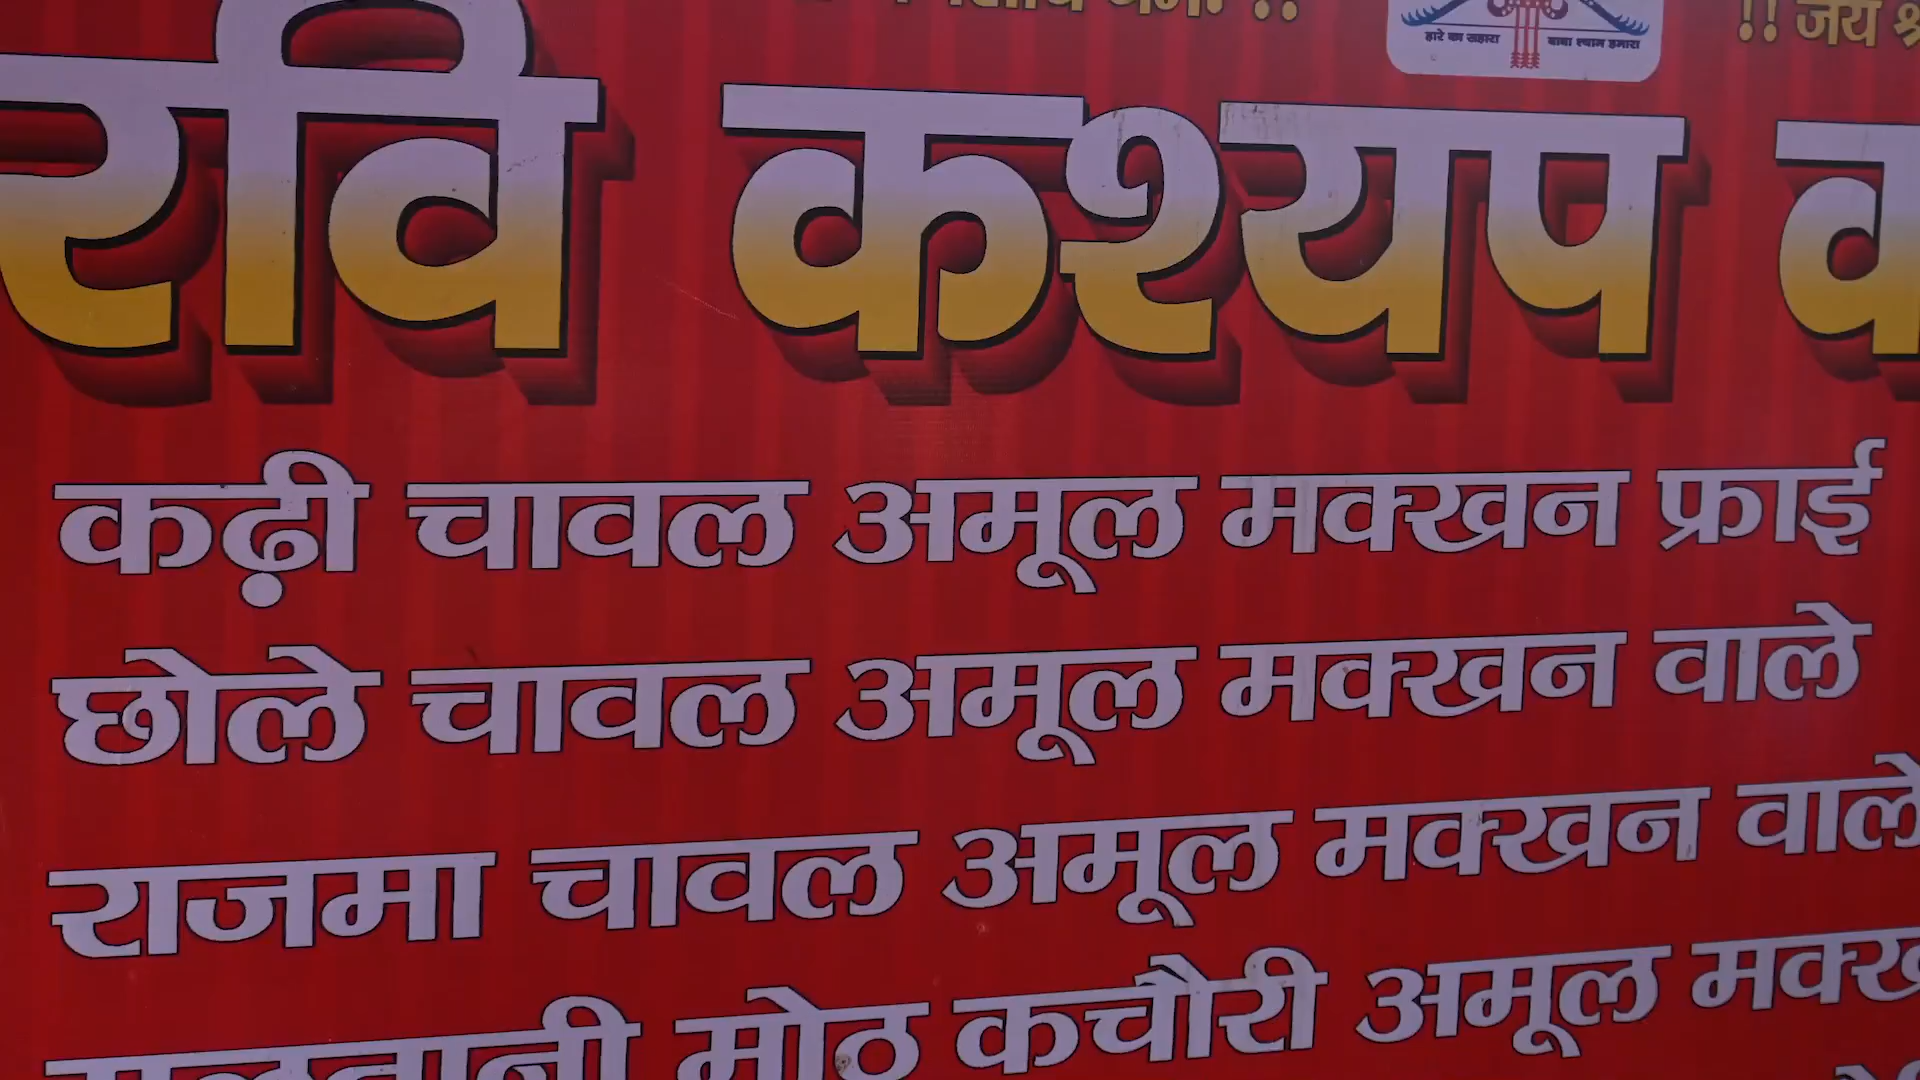 !! जय
हारे का सहारा बाबा श्याम हमारा
रवि कश्यप
कढ़ी चावल अमूल मक्खन फ्राई
छोले चावल अमूल मक्खन वाले
राजमा चावल अमूल मक्खन वाले
मोठ कचौरी अमूल